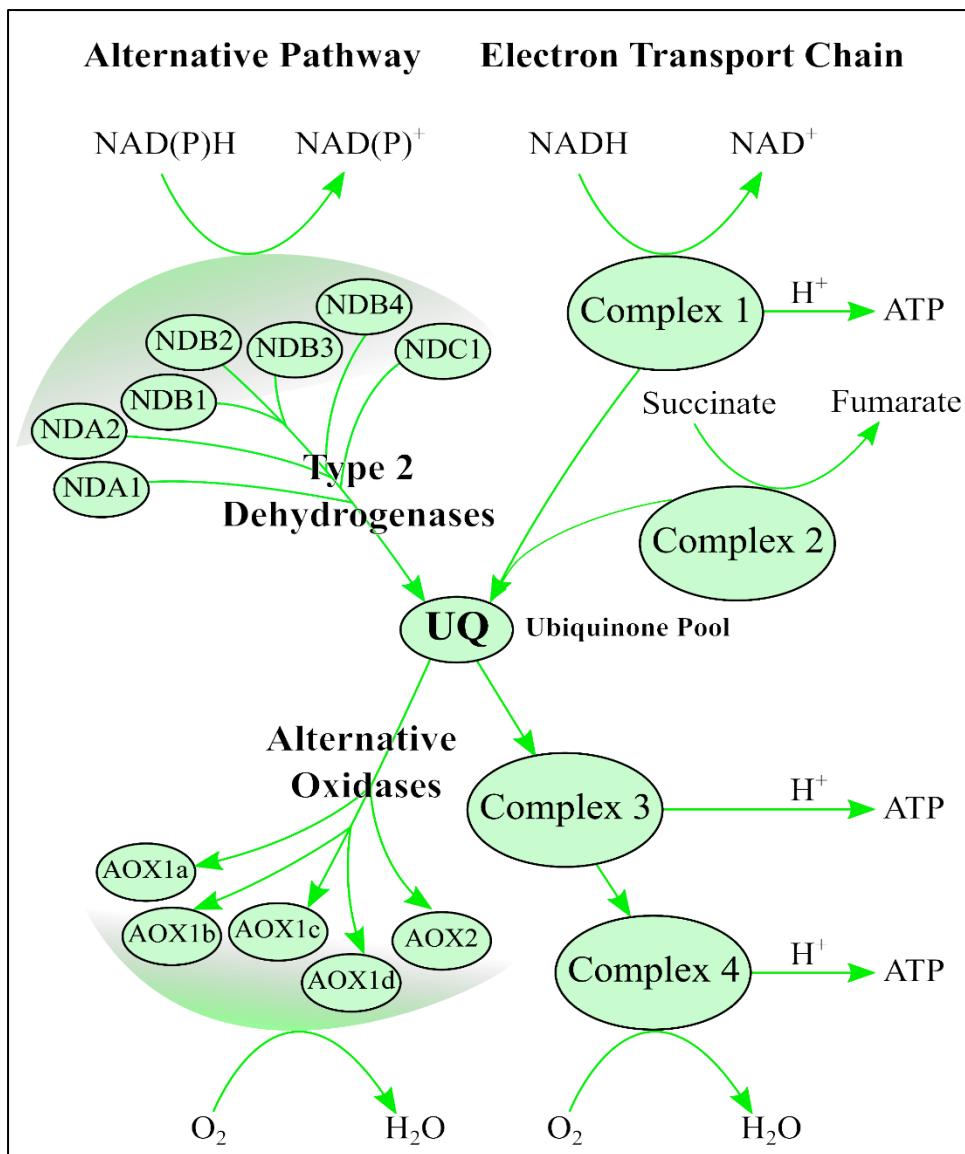 Alternative Pathway
Electron Transport Chain
NAD(P)H
NAD(P)⁺
NADH
NAD⁺
NDB4
NDB2
NDB3
NDC1
NDB1
NDA2
NDA1
Type 2
Dehydrogenases
Complex 1
H⁺
ATP
Succinate
Fumarate
Complex 2
UQ
Ubiquinone Pool
Alternative
Oxidases
Complex 3
H⁺
ATP
AOX1a
AOX1b
AOX1c
AOX1d
AOX2
Complex 4
H⁺
ATP
O₂
H₂O
O₂
H₂O